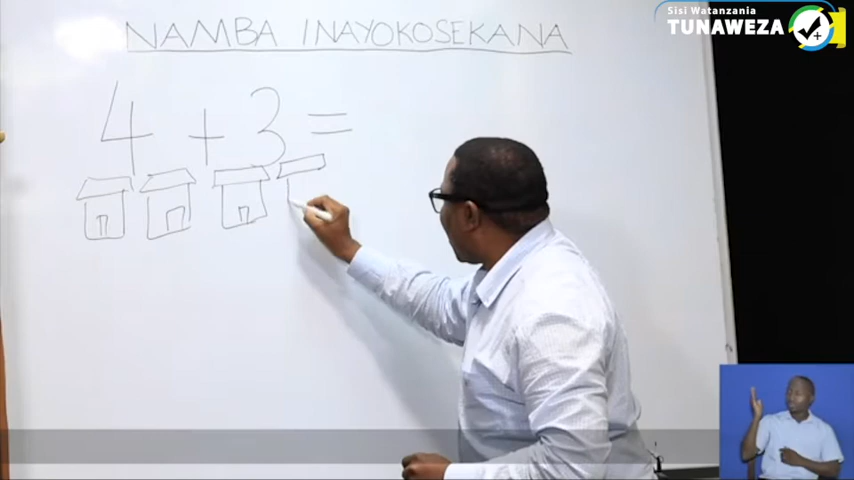 Sisi Watanzania
TUNAWEZA
NAMBA INAYOKOSEKANA
4 + 3 =